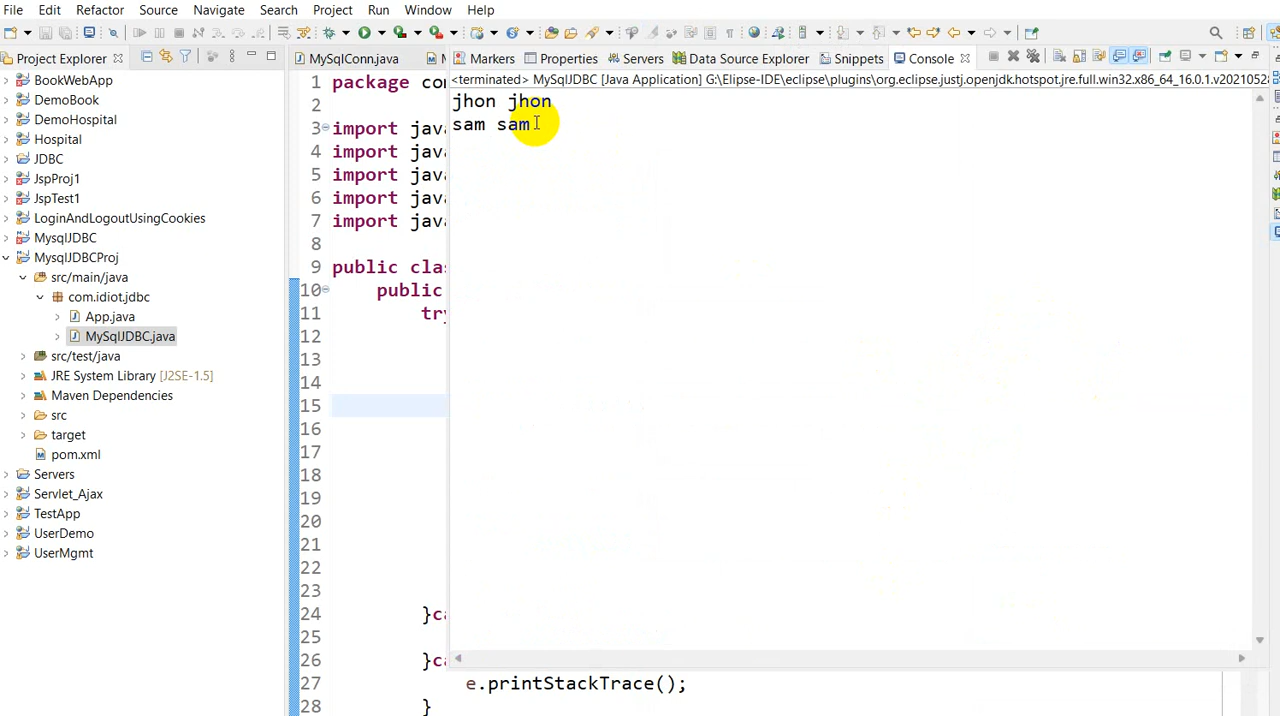 File Edit Source Refactor Navigate Search Project Run Window Help
Project Explorer
MySqlConn.java
Markers Properties Servers Data Source Explorer Snippets Console
<terminated> MySqlJDBC [Java Application] G:\Elipse-IDE\eclipse\plugins\org.eclipse.justj.openjdk.hotspot.jre.full.win32.x86_64_16.0.1.v2021052
BookWebApp
DemoBook
DemoHospital
Hospital
JDBC
JspProj1
JspTest1
LoginAndLogoutUsingCookies
MysqlJDBC
MysqlJDBCProj
src/main/java
com.idiot.jdbc
App.java
MySqlJDBC.java
src/test/java
JRE System Library [J2SE-1.5]
Maven Dependencies
src
target
pom.xml
Servers
Servlet_Ajax
TestApp
UserDemo
UserMgmt
1 package co
2
3 import jav
4 import jav
5 import jav
6 import jav
7 import jav
8
9 public cla
10 public
11 try
12
13
14
15
16
17
18
19
20
21
22
23
24 }ca
25
26 }ca
27 e.printStackTrace();
28 }
jhon jhon
sam sam